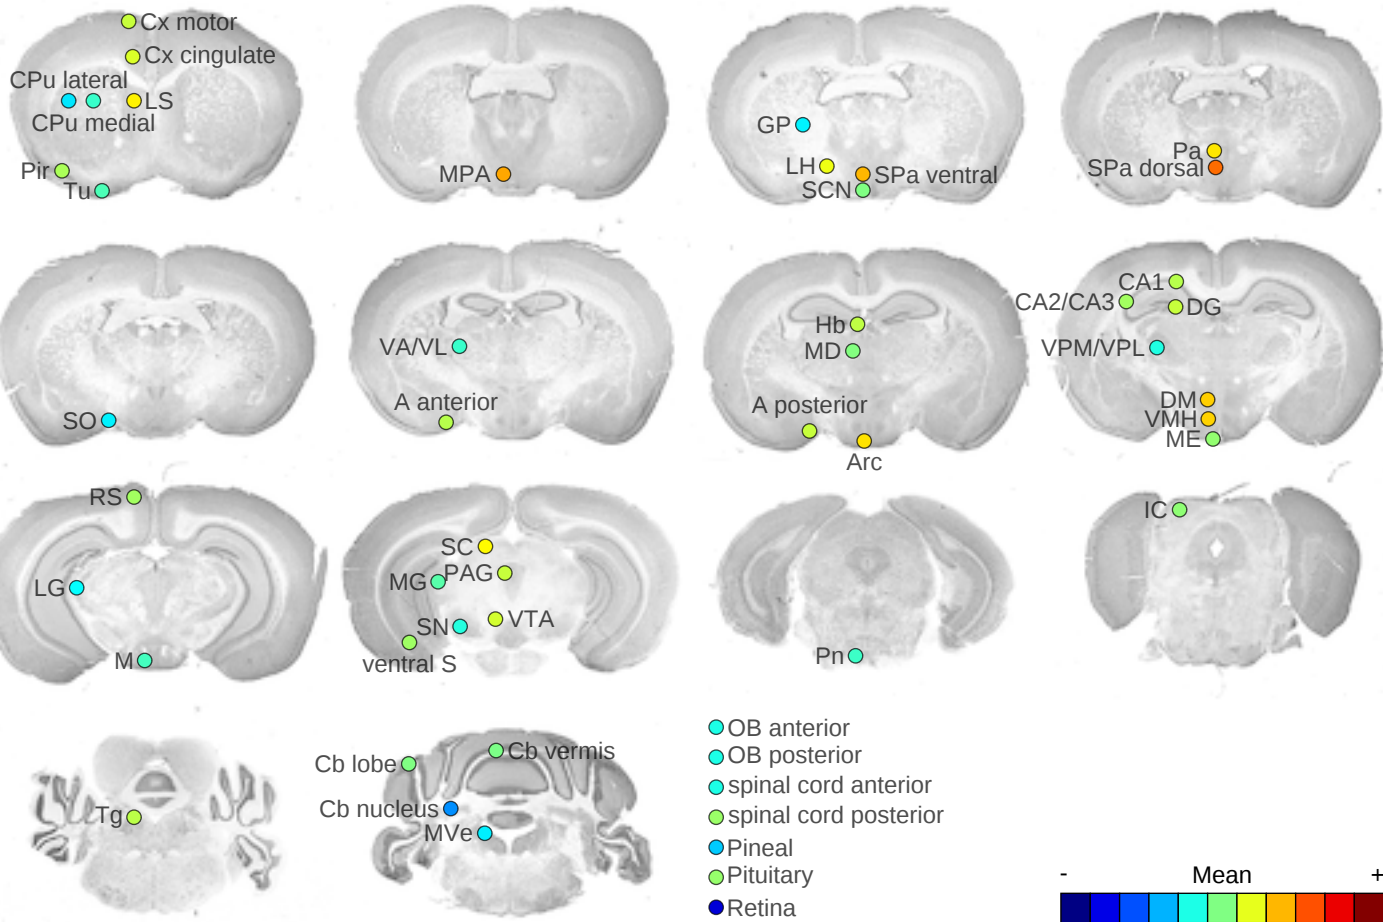 Cx motor
Cx cingulate
CPu lateral
LS
CPu medial
Pir
Tu
MPA
GP
LH
SPa ventral
SCN
Pa
SPa dorsal
SO
VA/VL
A anterior
Hb
MD
A posterior
Arc
CA1
CA2/CA3
DG
VPM/VPL
DM
VMH
ME
RS
LG
M
SC
PAG
MG
SN
VTA
ventral S
Pn
IC
Tg
Cb lobe
Cb vermis
Cb nucleus
MVe
OB anterior
OB posterior
spinal cord anterior
spinal cord posterior
Pineal
Pituitary
Retina
- Mean +